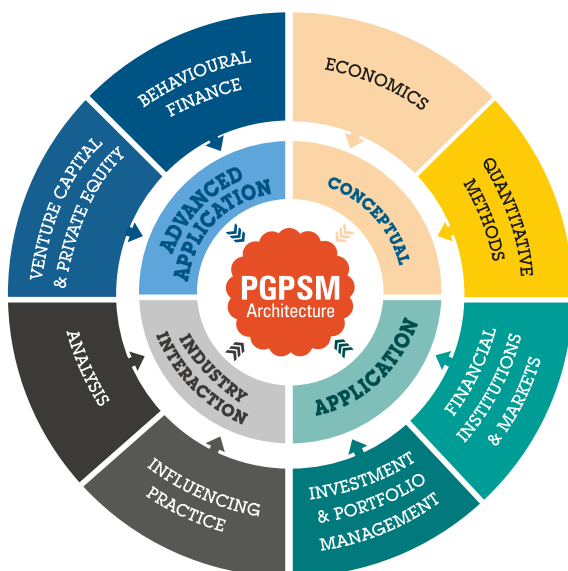 BEHAVIOURAL
FINANCE
ECONOMICS
VENTURE CAPITAL
& PRIVATE EQUITY
QUANTITATIVE
METHODS
ADVANCED
APPLICATION
CONCEPTUAL
PGPSM
Architecture
INDUSTRY
INTERACTION
APPLICATION
ANALYSIS
FINANCIAL
INSTITUTIONS
& MARKETS
INFLUENCING
PRACTICE
INVESTMENT
& PORTFOLIO
MANAGEMENT